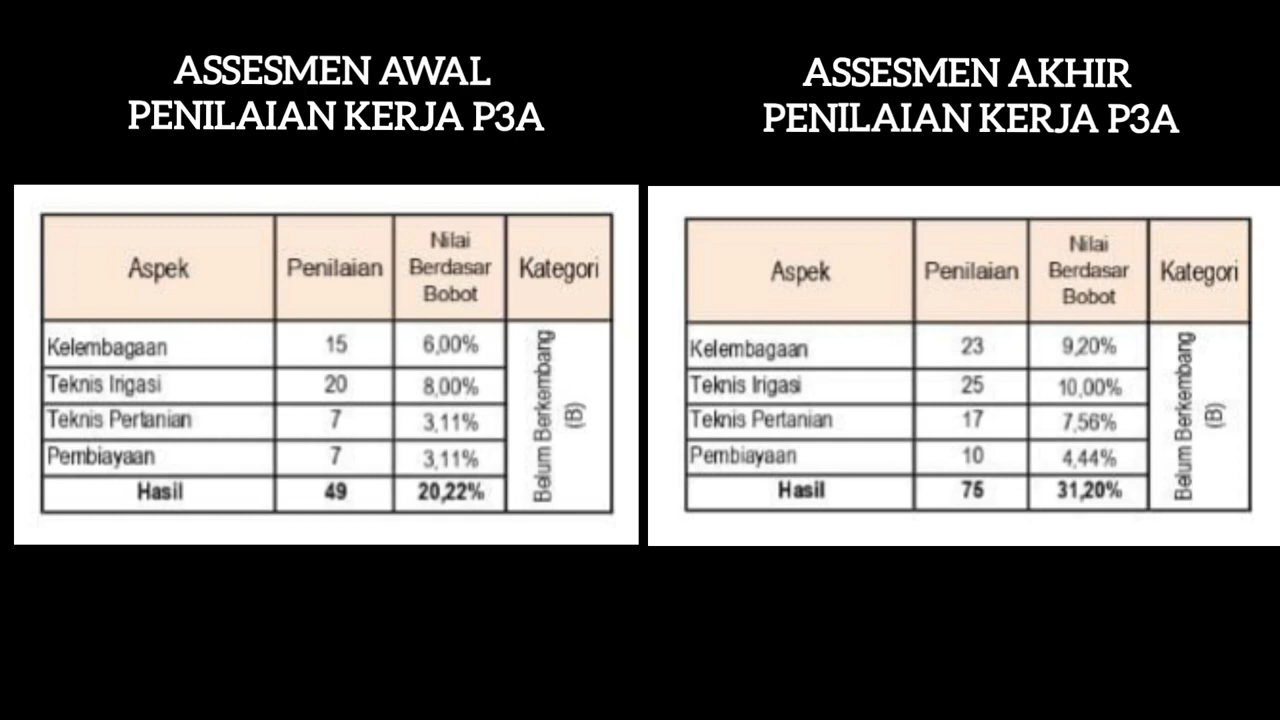 ASSESMEN AWAL
PENILAIAN KERJA P3A
Aspek Penilaian Nilai Berdasar Bobot Kategori
Kelembagaan 15 6,00%
Teknis Irigasi 20 8,00%
Teknis Pertanian 7 3,11%
Pembiayaan 7 3,11%
Hasil 49 20,22%
Belum Berkembang
(B)
ASSESMEN AKHIR
PENILAIAN KERJA P3A
Aspek Penilaian Nilai Berdasar Bobot Kategori
Kelembagaan 23 9,20%
Teknis Irigasi 25 10,00%
Teknis Pertanian 17 7,56%
Pembiayaan 10 4,44%
Hasil 75 31,20%
Belum Berkembang
(B)